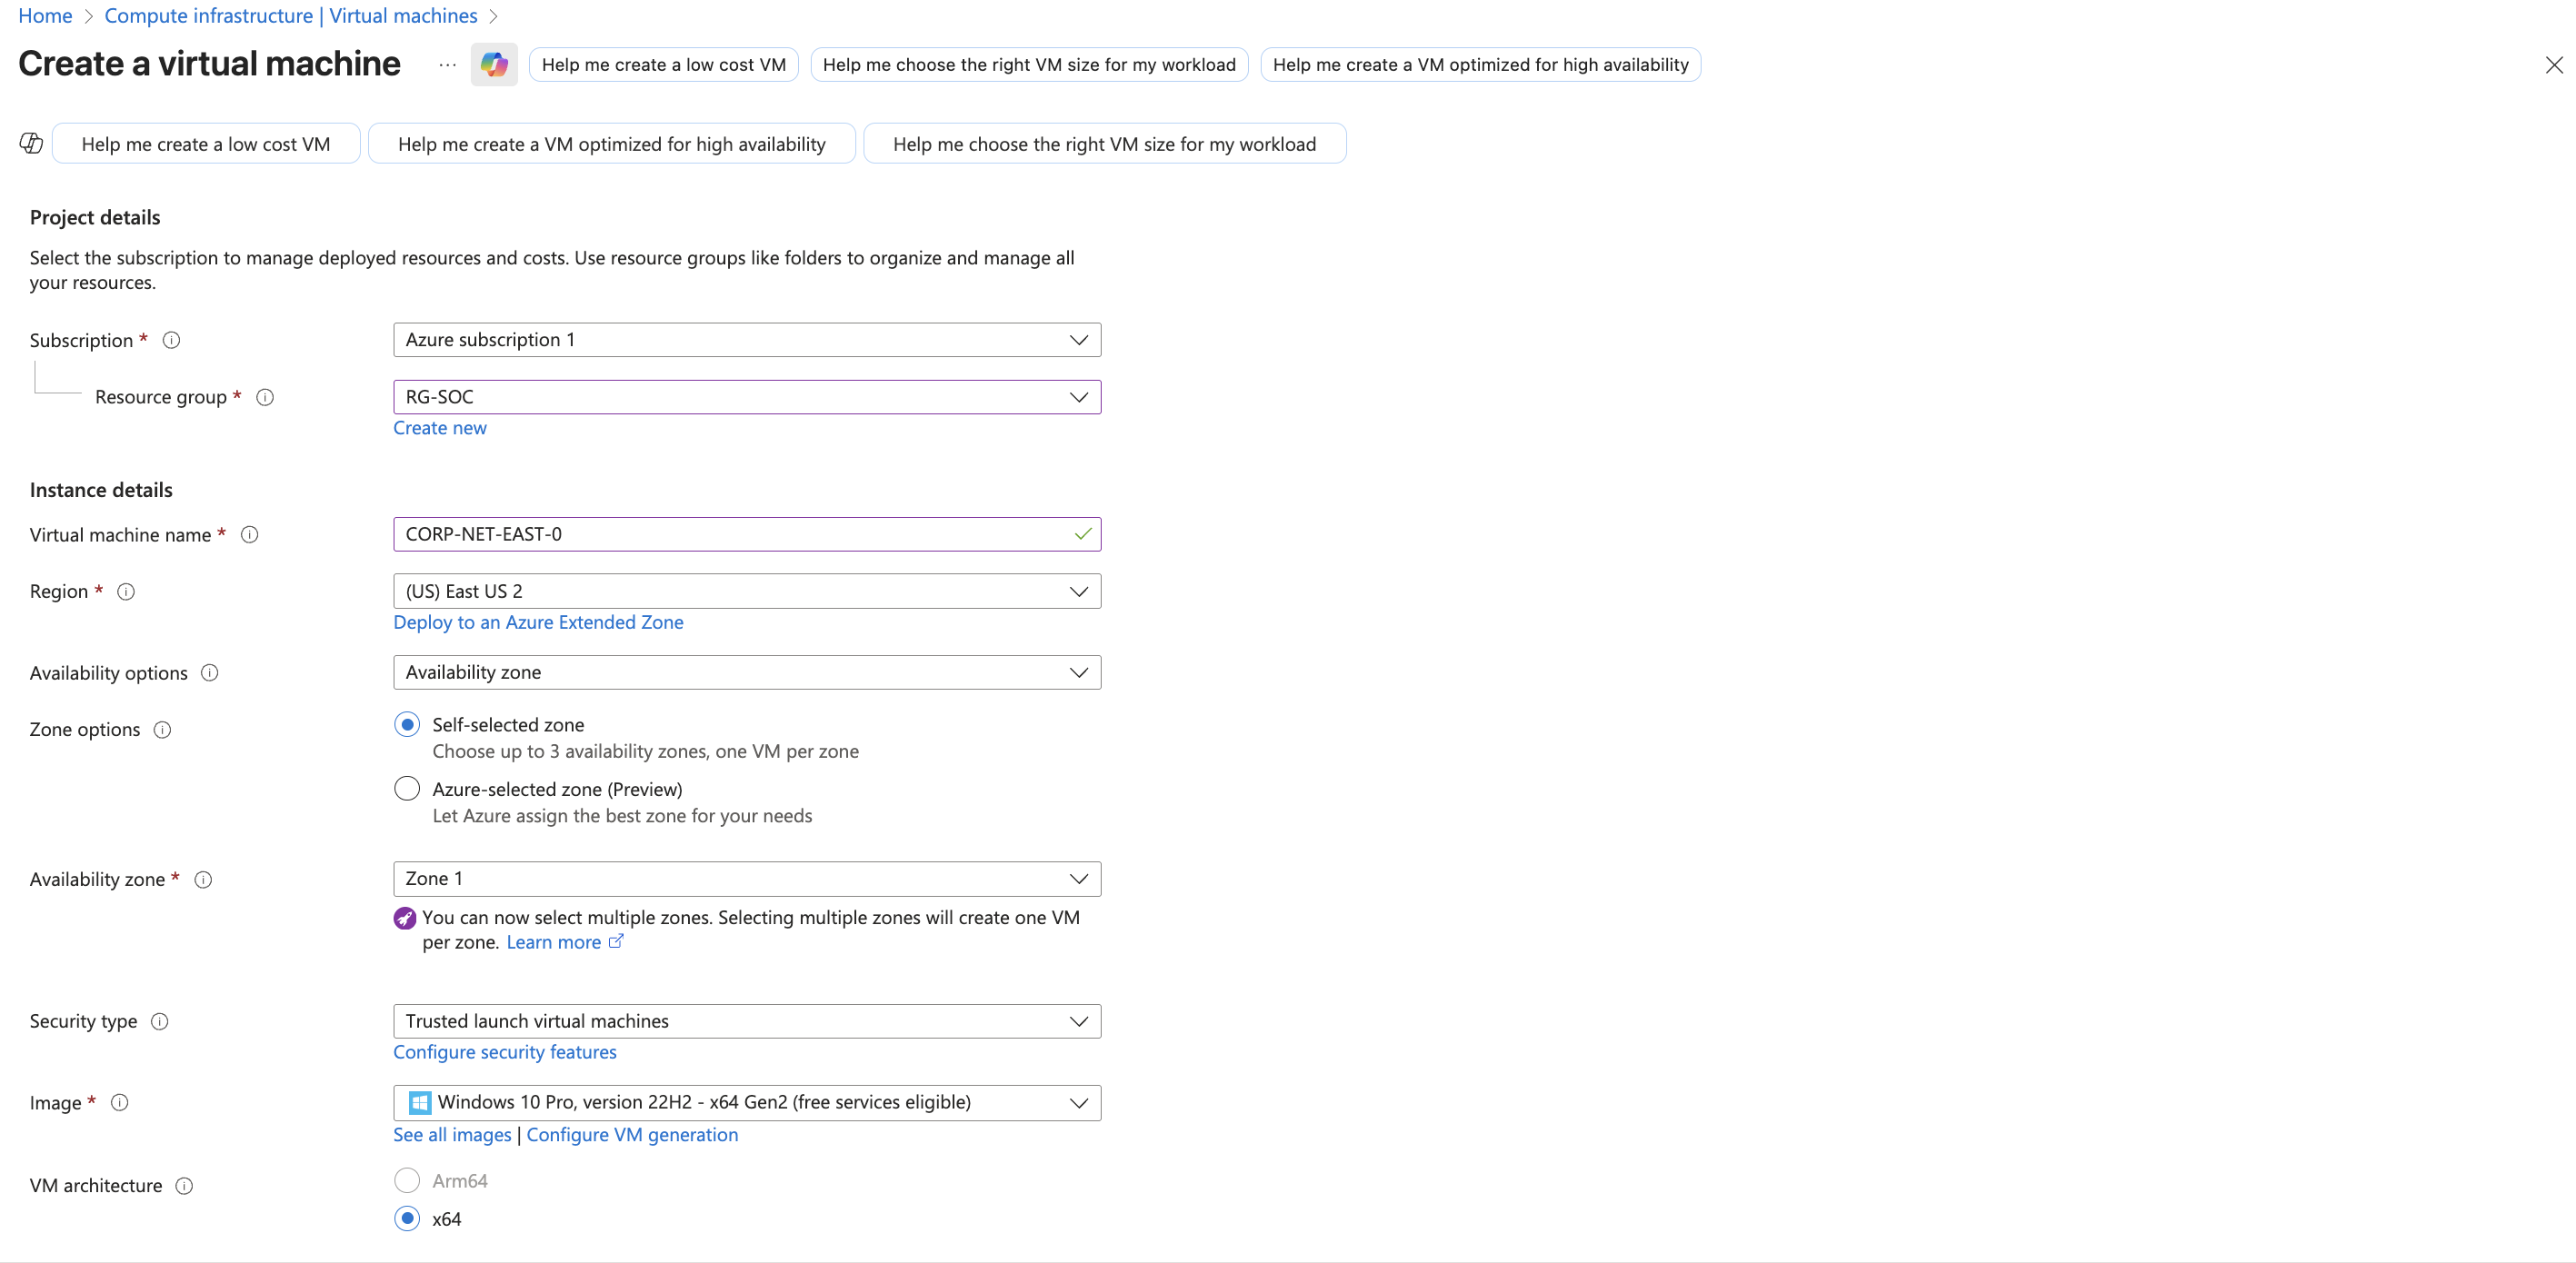 Home > Compute infrastructure | Virtual machines >
Create a virtual machine
... Help me create a low cost VM Help me choose the right VM size for my workload Help me create a VM optimized for high availability
Help me create a low cost VM Help me create a VM optimized for high availability Help me choose the right VM size for my workload
Project details
Select the subscription to manage deployed resources and costs. Use resource groups like folders to organize and manage all
your resources.
Subscription * Azure subscription 1
Resource group * RG-SOC
Create new
Instance details
Virtual machine name * CORP-NET-EAST-0
Region * (US) East US 2
Deploy to an Azure Extended Zone
Availability options Availability zone
Zone options Self-selected zone
Choose up to 3 availability zones, one VM per zone
Azure-selected zone (Preview)
Let Azure assign the best zone for your needs
Availability zone * Zone 1
You can now select multiple zones. Selecting multiple zones will create one VM
per zone. Learn more
Security type Trusted launch virtual machines
Configure security features
Image * Windows 10 Pro, version 22H2 - x64 Gen2 (free services eligible)
See all images | Configure VM generation
VM architecture Arm64
x64